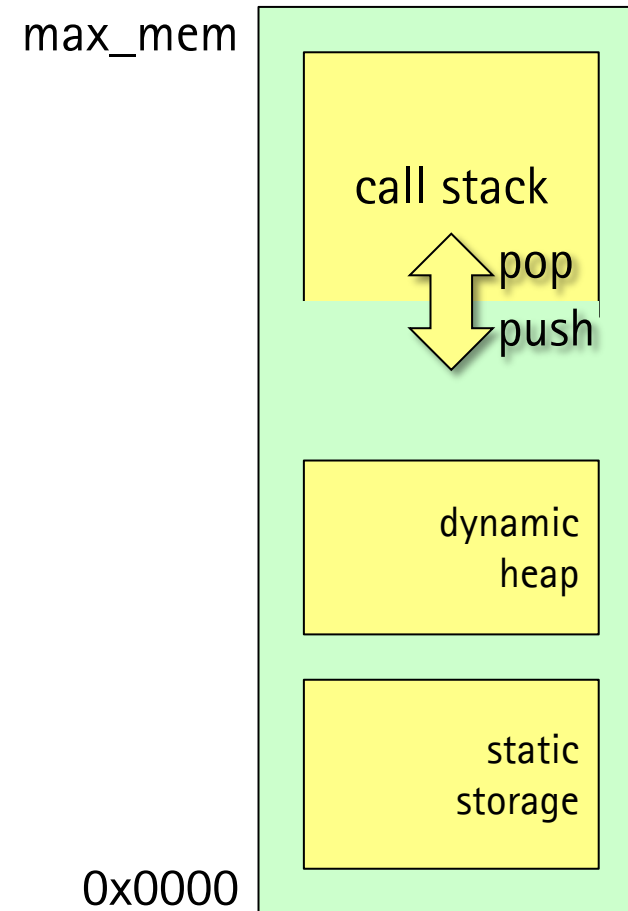 max_mem
call stack
pop
push
dynamic
heap
static
storage
0x0000